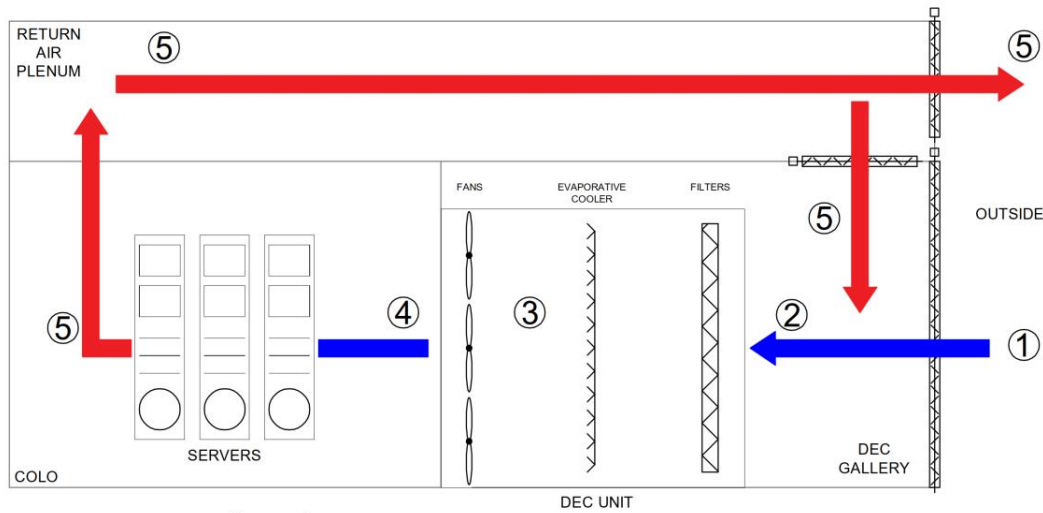 RETURN
AIR
PLENUM
⑤
⑤
FANS
EVAPORATIVE
COOLER
FILTERS
⑤
OUTSIDE
⑤
④
③
②
①
SERVERS
COLO
DEC
GALLERY
DEC UNIT